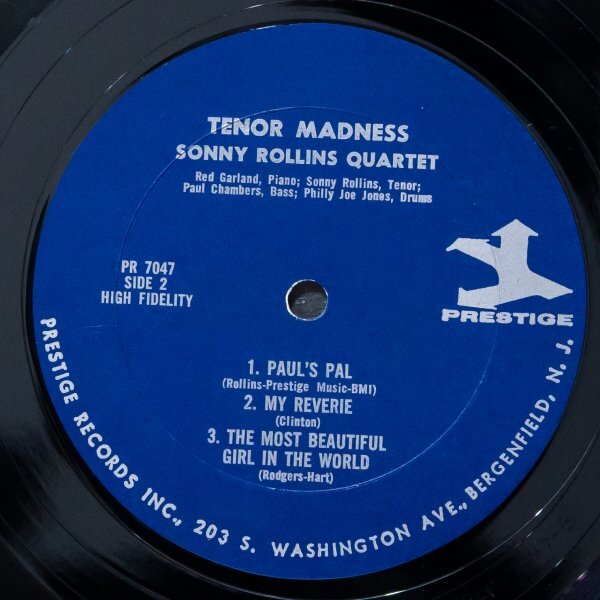 TENOR MADNESS
SONNY ROLLINS QUARTET
Red Garland, Piano; Sonny Rollins, Tenor;
Paul Chambers, Bass; Philly Joe Jones, Drums
PR 7047
SIDE 2
HIGH FIDELITY
PRESTIGE
1. PAUL'S PAL
(Rollins-Prestige Music-BMI)
2. MY REVERIE
(Clinton)
3. THE MOST BEAUTIFUL
GIRL IN THE WORLD
(Rodgers-Hart)
PRESTIGE RECORDS INC., 203 S. WASHINGTON AVE., BERGENFIELD, N. J.